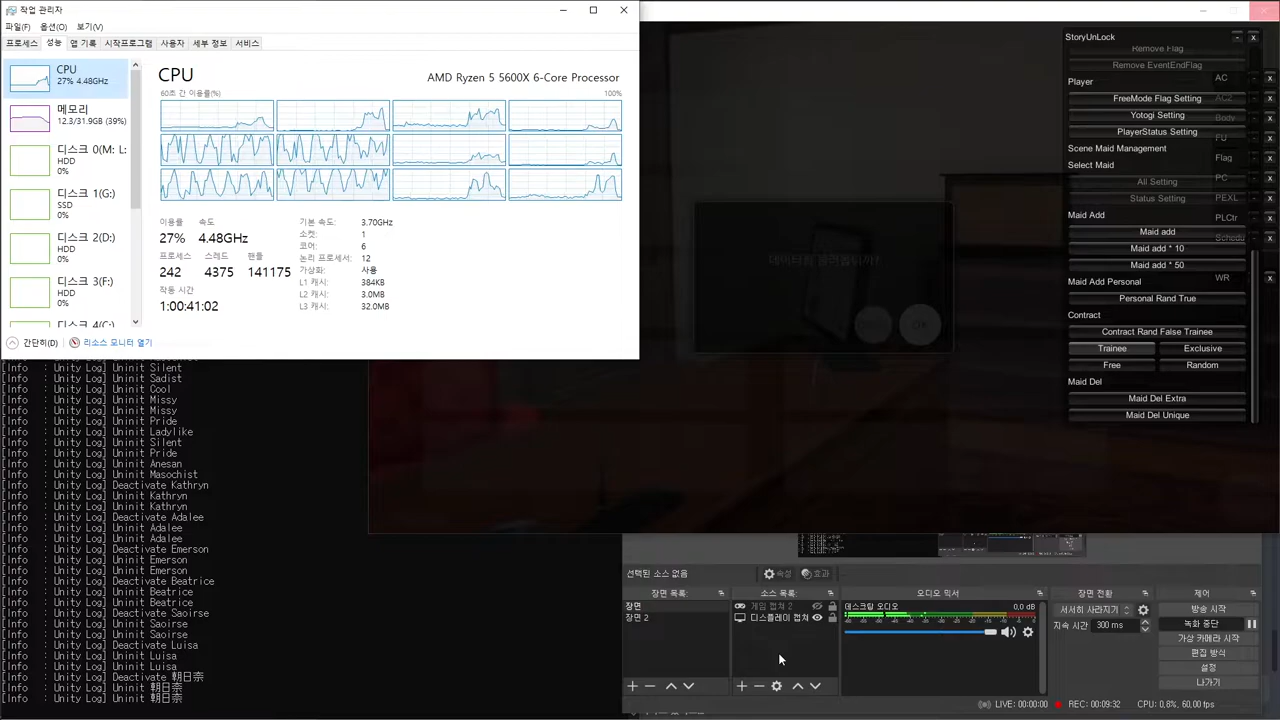 작업 관리자
파일(F) 옵션(O) 보기(V)
프로세스 성능 앱 기록 시작프로그램 사용자 세부 정보 서비스
CPU
27% 4.48GHz
메모리
12.3/31.9GB (39%)
디스크 0(M: L:
HDD
0%
디스크 1(G:)
SSD
0%
디스크 2(D:)
HDD
0%
디스크 3(F:)
HDD
0%
디스크 4(C:)
CPU
AMD Ryzen 5 5600X 6-Core Processor
60초 간 이용률(%)
100%
이용률 속도
27% 4.48GHz
프로세스 스레드 핸들
242 4375 141175
작동 시간
1:00:41:02
기본 속도: 3.70GHz
소켓: 1
코어: 6
논리 프로세서: 12
가상화: 사용
L1 캐시: 384KB
L2 캐시: 3.0MB
L3 캐시: 32.0MB
간단히(D)
리소스 모니터 열기
[Info : Unity Log] Uninit Silent
[Info : Unity Log] Uninit Sadist
[Info : Unity Log] Uninit Cool
[Info : Unity Log] Uninit Missy
[Info : Unity Log] Uninit Missy
[Info : Unity Log] Uninit Pride
[Info : Unity Log] Uninit Ladylike
[Info : Unity Log] Uninit Silent
[Info : Unity Log] Uninit Pride
[Info : Unity Log] Uninit Anesan
[Info : Unity Log] Uninit Masochist
[Info : Unity Log] Deactivate Kathryn
[Info : Unity Log] Uninit Kathryn
[Info : Unity Log] Uninit Kathryn
[Info : Unity Log] Deactivate Adalee
[Info : Unity Log] Uninit Adalee
[Info : Unity Log] Uninit Adalee
[Info : Unity Log] Deactivate Emerson
[Info : Unity Log] Uninit Emerson
[Info : Unity Log] Uninit Emerson
[Info : Unity Log] Deactivate Beatrice
[Info : Unity Log] Uninit Beatrice
[Info : Unity Log] Uninit Beatrice
[Info : Unity Log] Deactivate Saoirse
[Info : Unity Log] Uninit Saoirse
[Info : Unity Log] Uninit Saoirse
[Info : Unity Log] Deactivate Luisa
[Info : Unity Log] Uninit Luisa
[Info : Unity Log] Uninit Luisa
[Info : Unity Log] Deactivate 朝日奈
[Info : Unity Log] Uninit 朝日奈
[Info : Unity Log] Uninit 朝日奈
OK
StoryUnLock - x
Remove Flag
Remove EventEndFlag
Player
FreeMode Flag Setting
Yotogi Setting
PlayerStatus Setting
Scene Maid Management
Select Maid
All Setting
Status Setting
Maid Add
Maid add
Maid add * 10
Maid add * 50
Maid Add Personal
Personal Rand True
Contract
Contract Rand False Trainee
Trainee Exclusive
Free Random
Maid Del
Maid Del Extra
Maid Del Unique
AC
AC2
Body
FU
Flag
PC
PEXL
PLCtr
Schedu
WR
선택된 소스 없음
속성
효과
장면 목록:
장면
장면 2
소스 목록:
게임 캡쳐 2
디스플레이 캡쳐
오디오 믹서
데스크탑 오디오 0.0 dB
장면 전환
서서히 사라지기
지속 시간 300 ms
제어
방송 시작
녹화 중단
가상 카메라 시작
편집 방식
설정
나가기
LIVE: 00:00:00 REC: 00:09:32 CPU: 0.8%, 60.00 fps